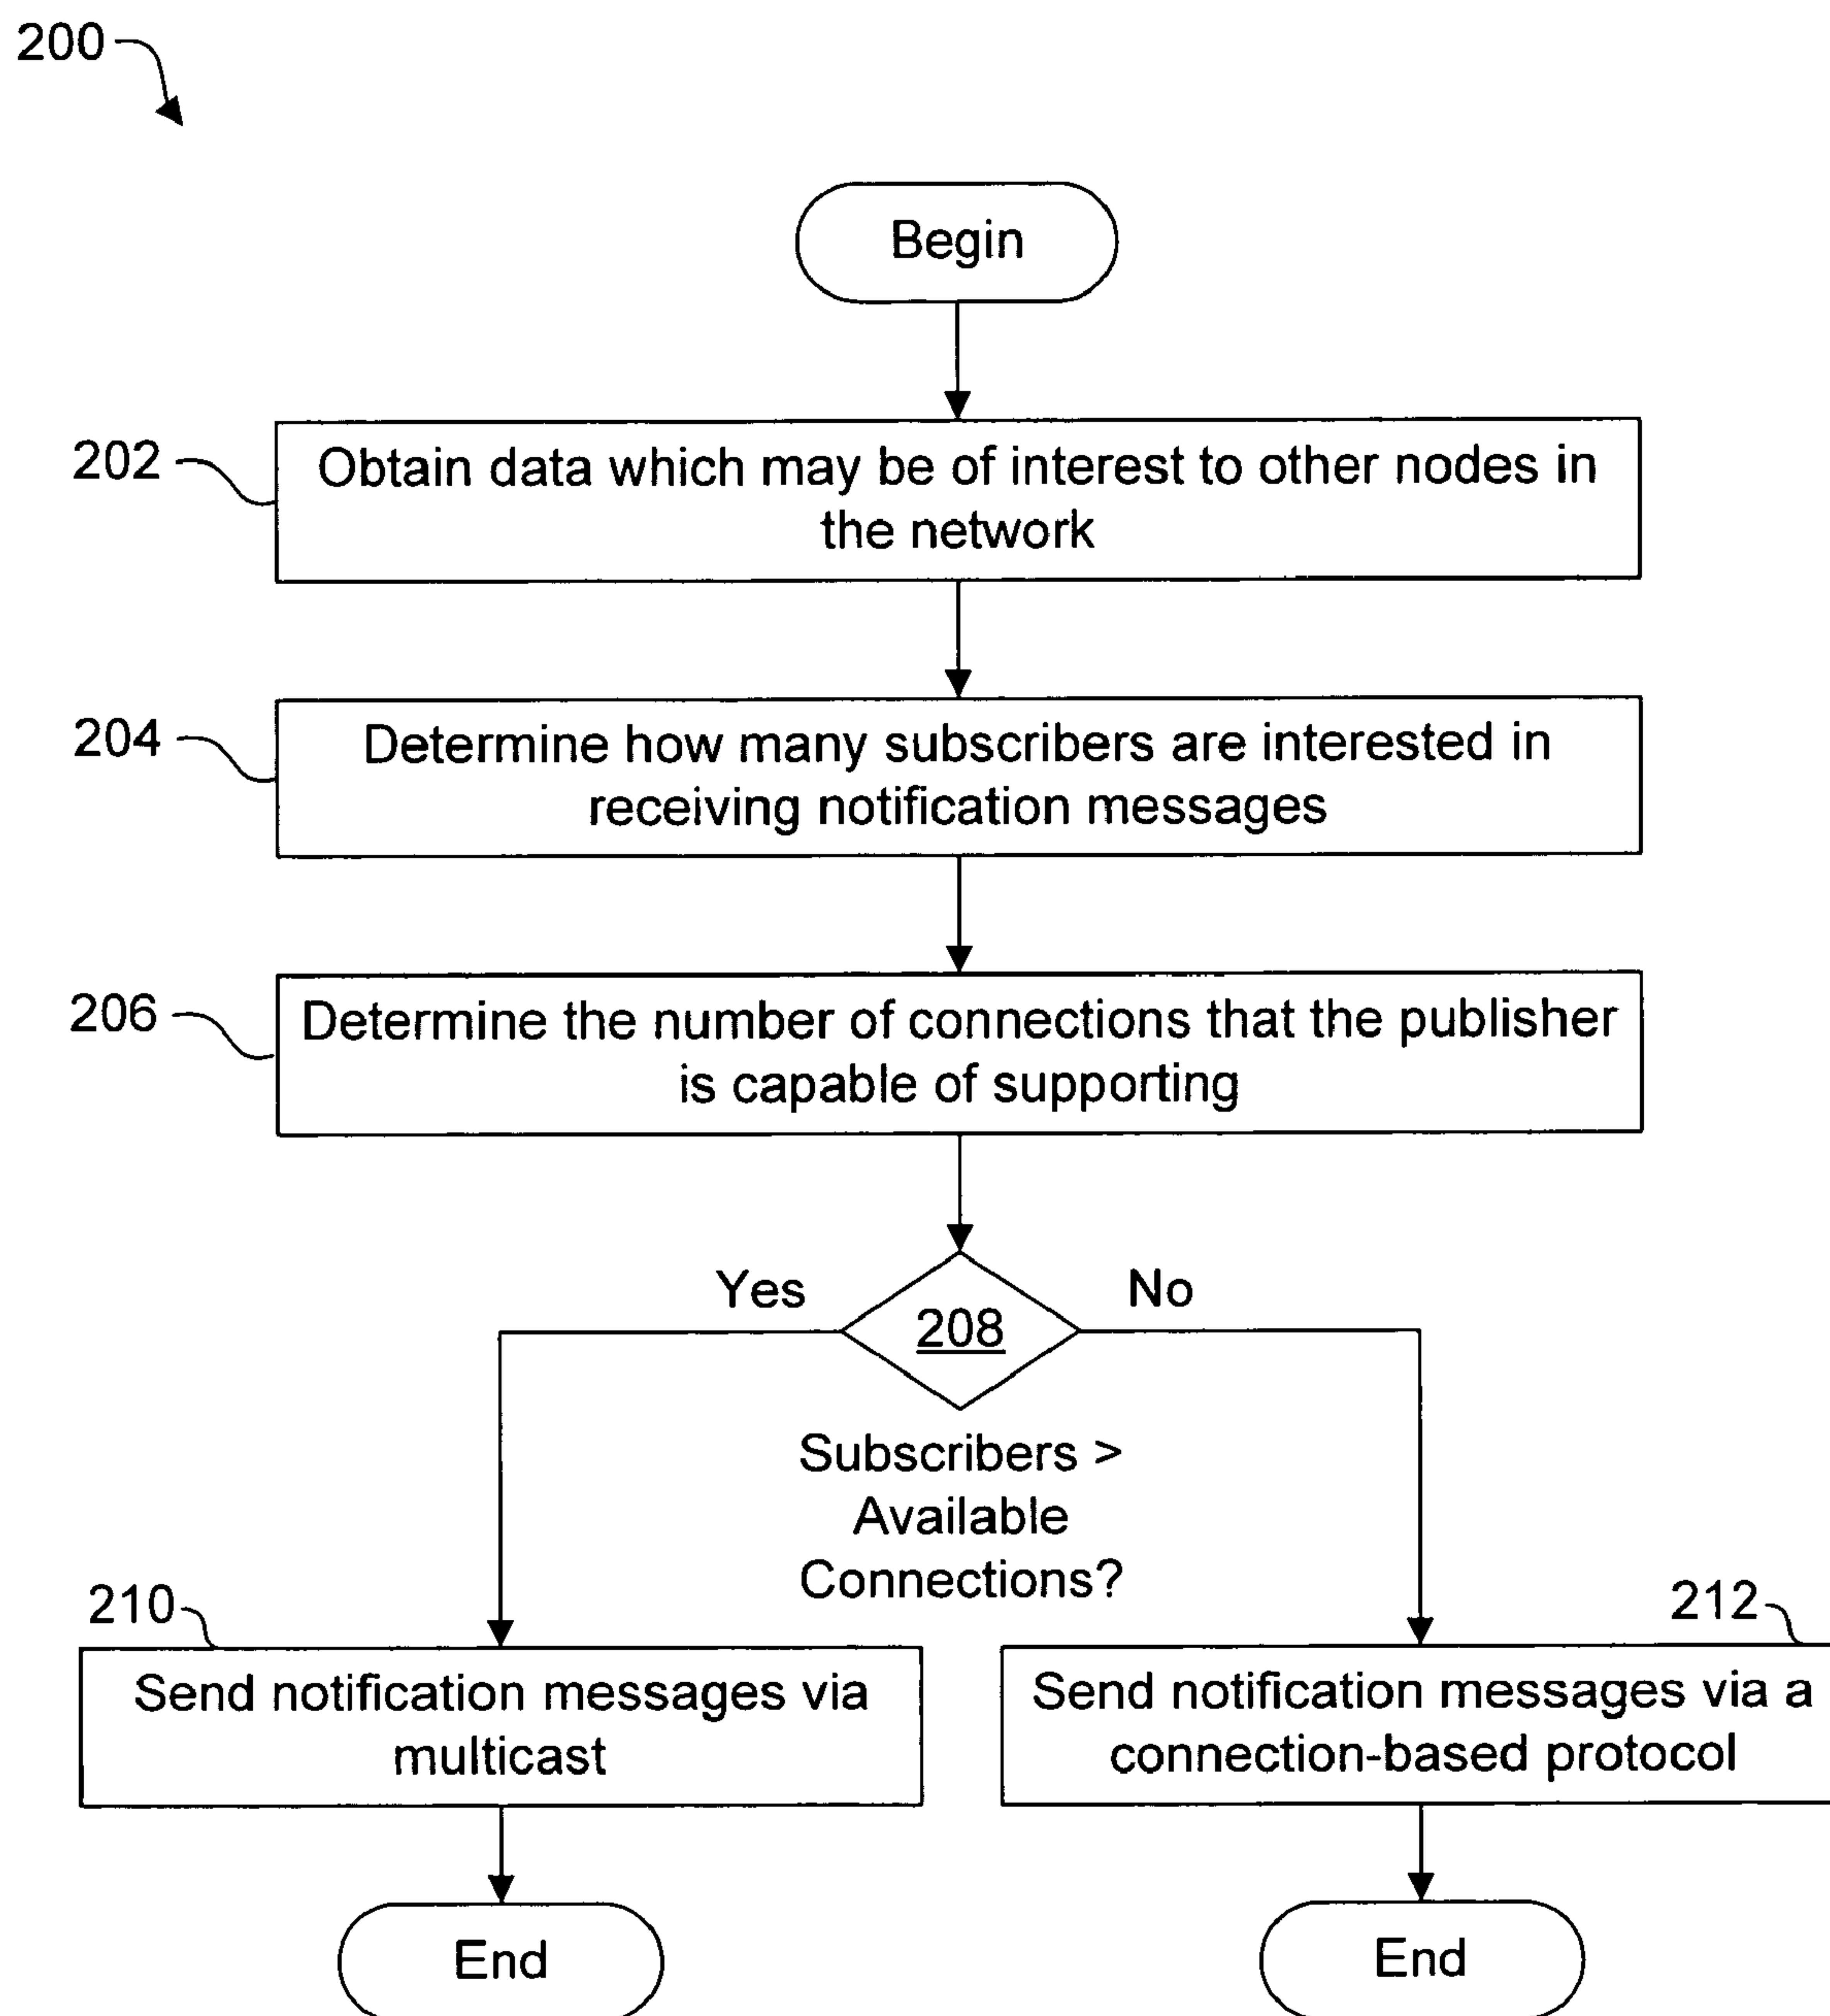 200
Begin
202
Obtain data which may be of interest to other nodes in
the network
204
Determine how many subscribers are interested in
receiving notification messages
206
Determine the number of connections that the publisher
is capable of supporting
Yes
208
No
Subscribers >
Available
Connections?
210
Send notification messages via
multicast
212
Send notification messages via a
connection-based protocol
End
End